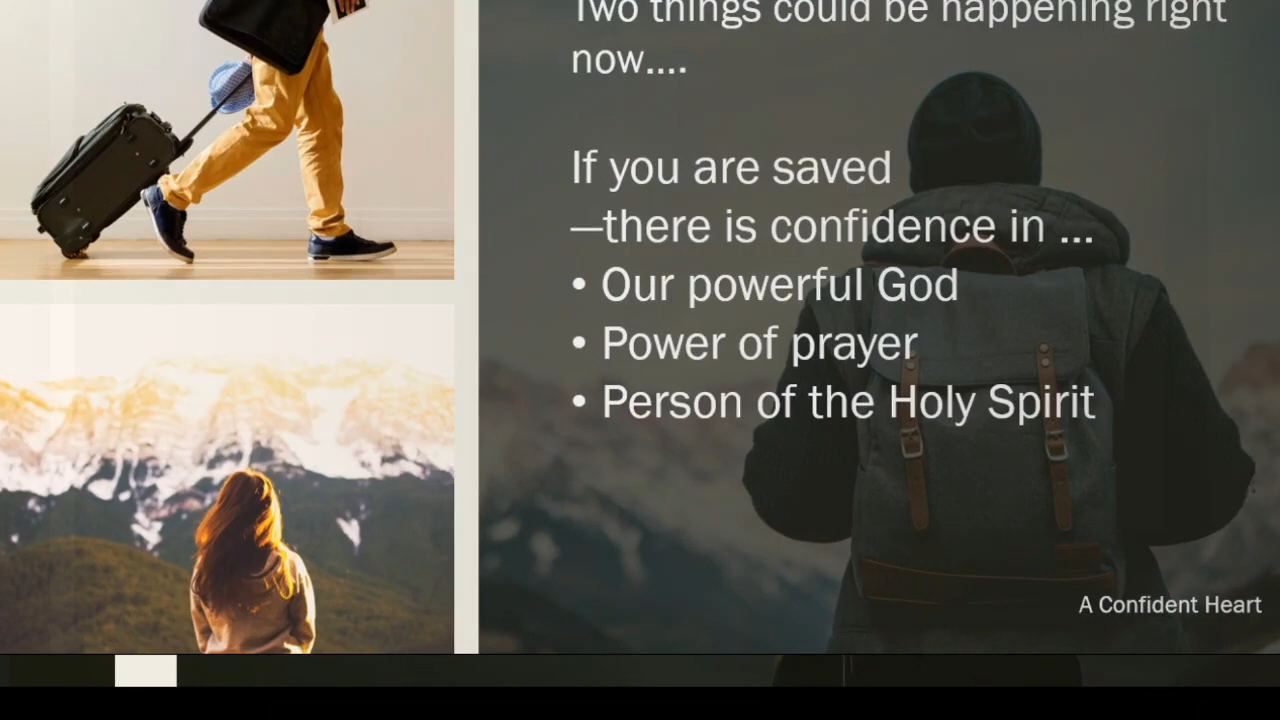 Two things could be happening right
now....
If you are saved
—there is confidence in ...
• Our powerful God
• Power of prayer
• Person of the Holy Spirit
A Confident Heart